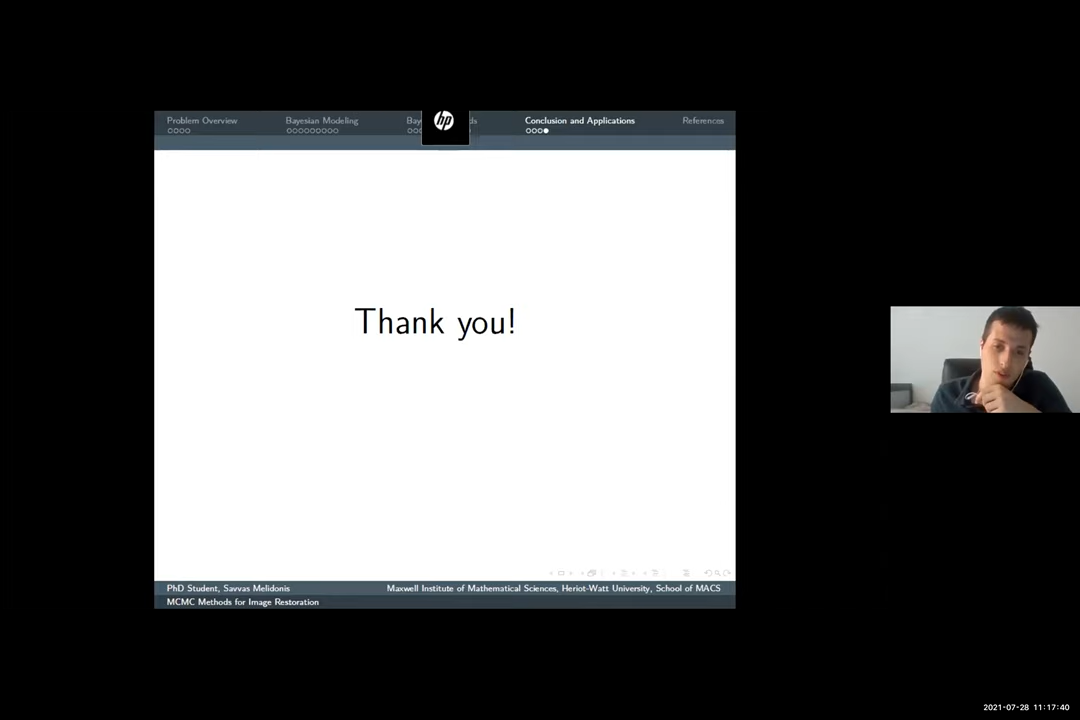 Problem Overview
Bayesian Modeling
hp
Conclusion and Applications
References
Thank you!
PhD Student, Savvas Melidonis
Maxwell Institute of Mathematical Sciences, Heriot-Watt University, School of MACS
MCMC Methods for Image Restoration
2021-07-28 11:17:40